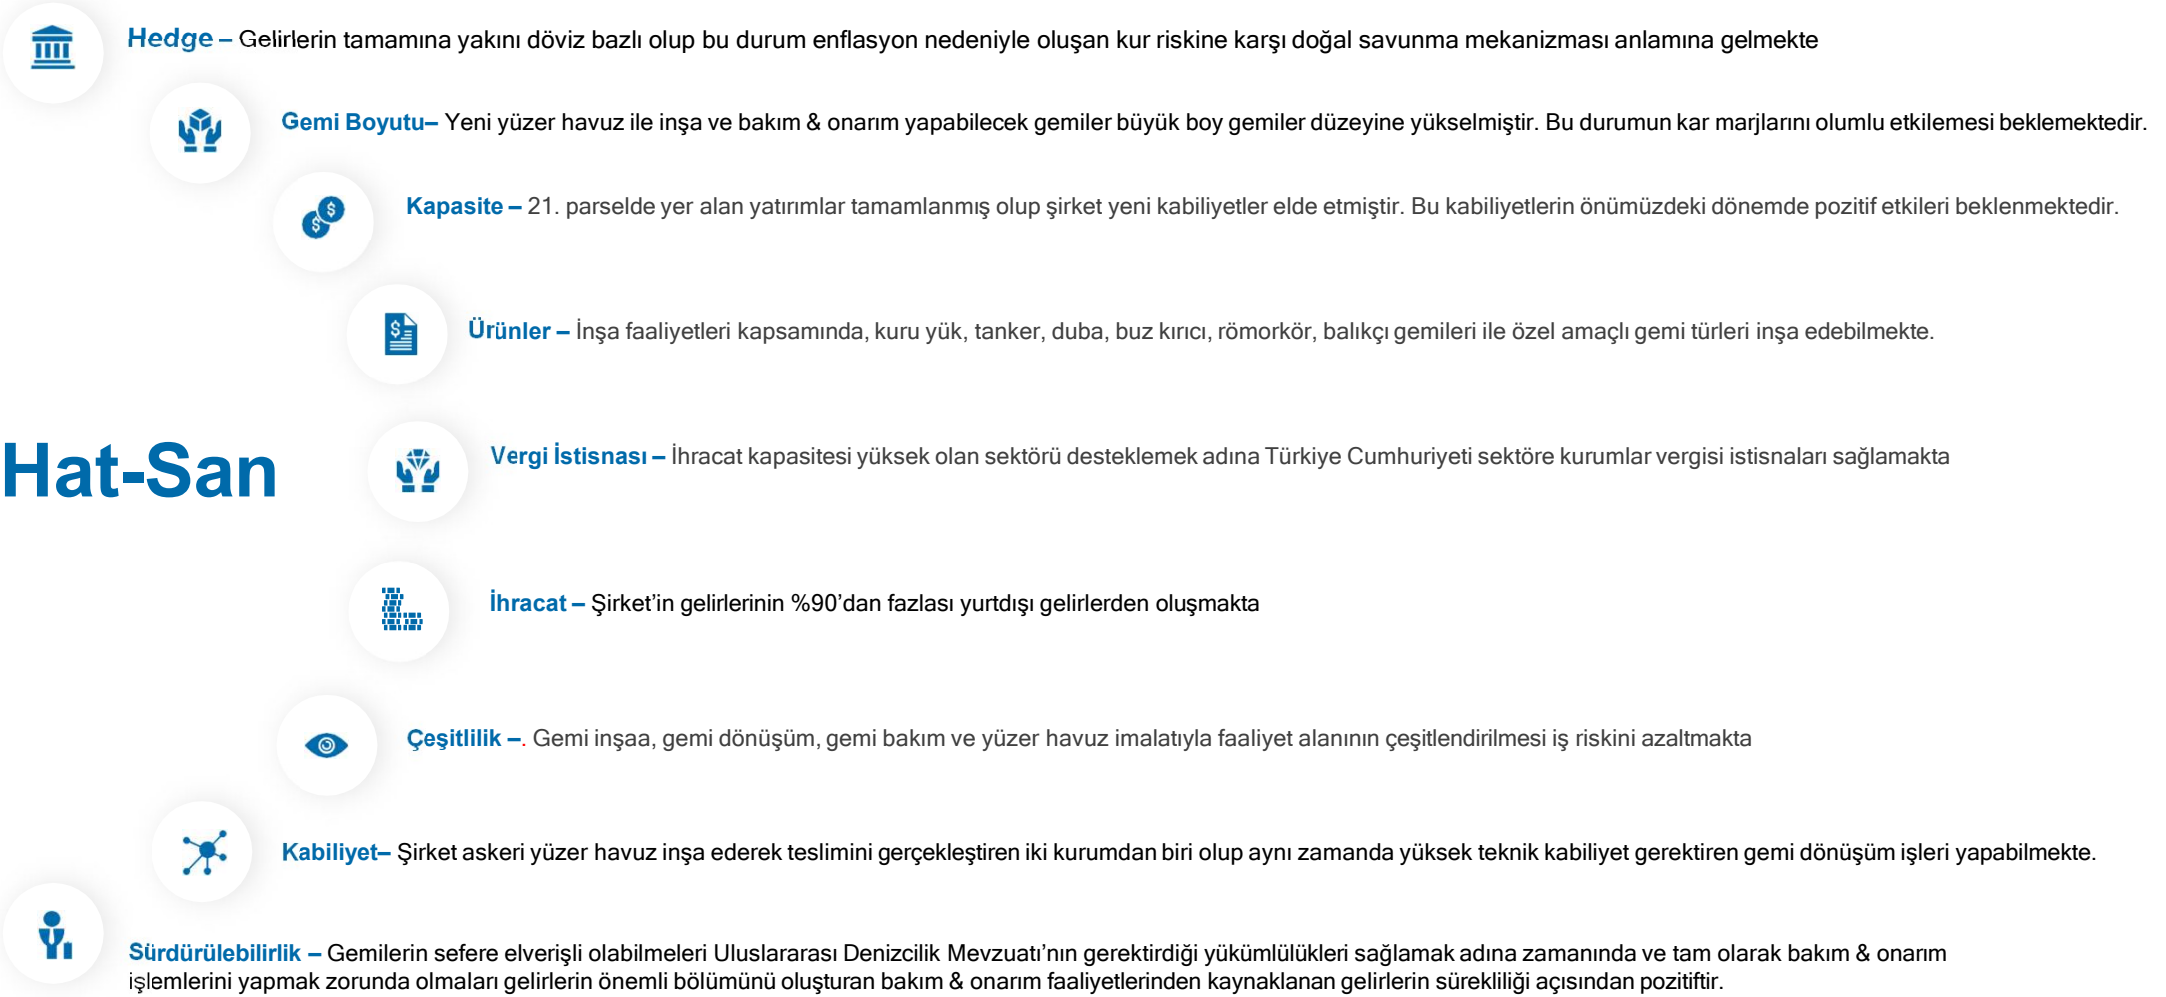 Hedge – Gelirlerin tamamına yakını döviz bazlı olup bu durum enflasyon nedeniyle oluşan kur riskine karşı doğal savunma mekanizması anlamına gelmekte
Gemi Boyutu– Yeni yüzer havuz ile inşa ve bakım & onarım yapabilecek gemiler büyük boy gemiler düzeyine yükselmiştir. Bu durumun kar marjlarını olumlu etkilemesi beklemektedir.
Kapasite – 21. parselde yer alan yatırımlar tamamlanmış olup şirket yeni kabiliyetler elde etmiştir. Bu kabiliyetlerin önümüzdeki dönemde pozitif etkileri beklenmektedir.
Ürünler – İnşa faaliyetleri kapsamında, kuru yük, tanker, duba, buz kırıcı, römorkör, balıkçı gemileri ile özel amaçlı gemi türleri inşa edebilmekte.
Hat-San
Vergi İstisnası – İhracat kapasitesi yüksek olan sektörü desteklemek adına Türkiye Cumhuriyeti sektöre kurumlar vergisi istisnaları sağlamakta
İhracat – Şirket’in gelirlerinin %90’dan fazlası yurtdışı gelirlerden oluşmakta
Çeşitlilik –. Gemi inşaa, gemi dönüşüm, gemi bakım ve yüzer havuz imalatıyla faaliyet alanının çeşitlendirilmesi iş riskini azaltmakta
Kabiliyet– Şirket askeri yüzer havuz inşa ederek teslimini gerçekleştiren iki kurumdan biri olup aynı zamanda yüksek teknik kabiliyet gerektiren gemi dönüşüm işleri yapabilmekte.
Sürdürülebilirlik – Gemilerin sefere elverişli olabilmeleri Uluslararası Denizcilik Mevzuatı’nın gerektirdiği yükümlülükleri sağlamak adına zamanında ve tam olarak bakım & onarım
işlemlerini yapmak zorunda olmaları gelirlerin önemli bölümünü oluşturan bakım & onarım faaliyetlerinden kaynaklanan gelirlerin sürekliliği açısından pozitiftir.